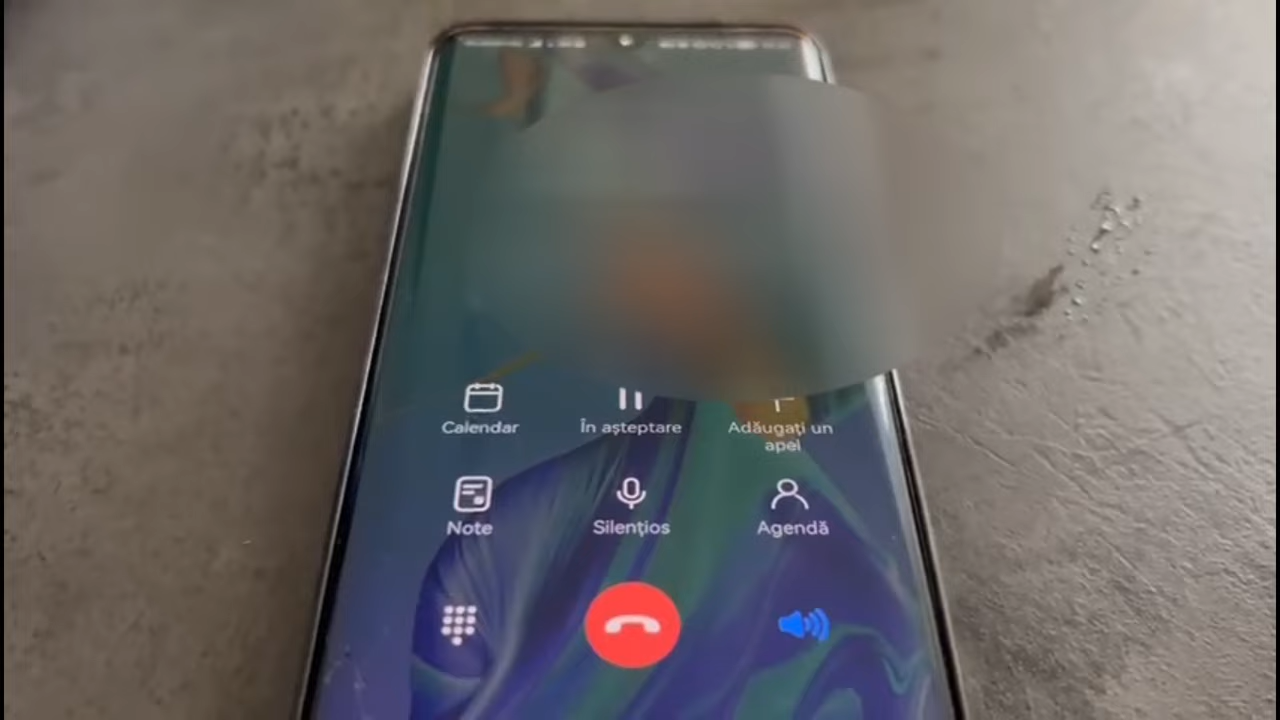 Calendar
În așteptare
Adăugați un
apel
Note
Silențios
Agendă